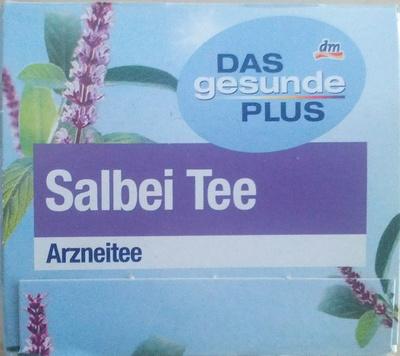 dm
DAS
gesunde
PLUS
Salbei Tee
Arzneitee